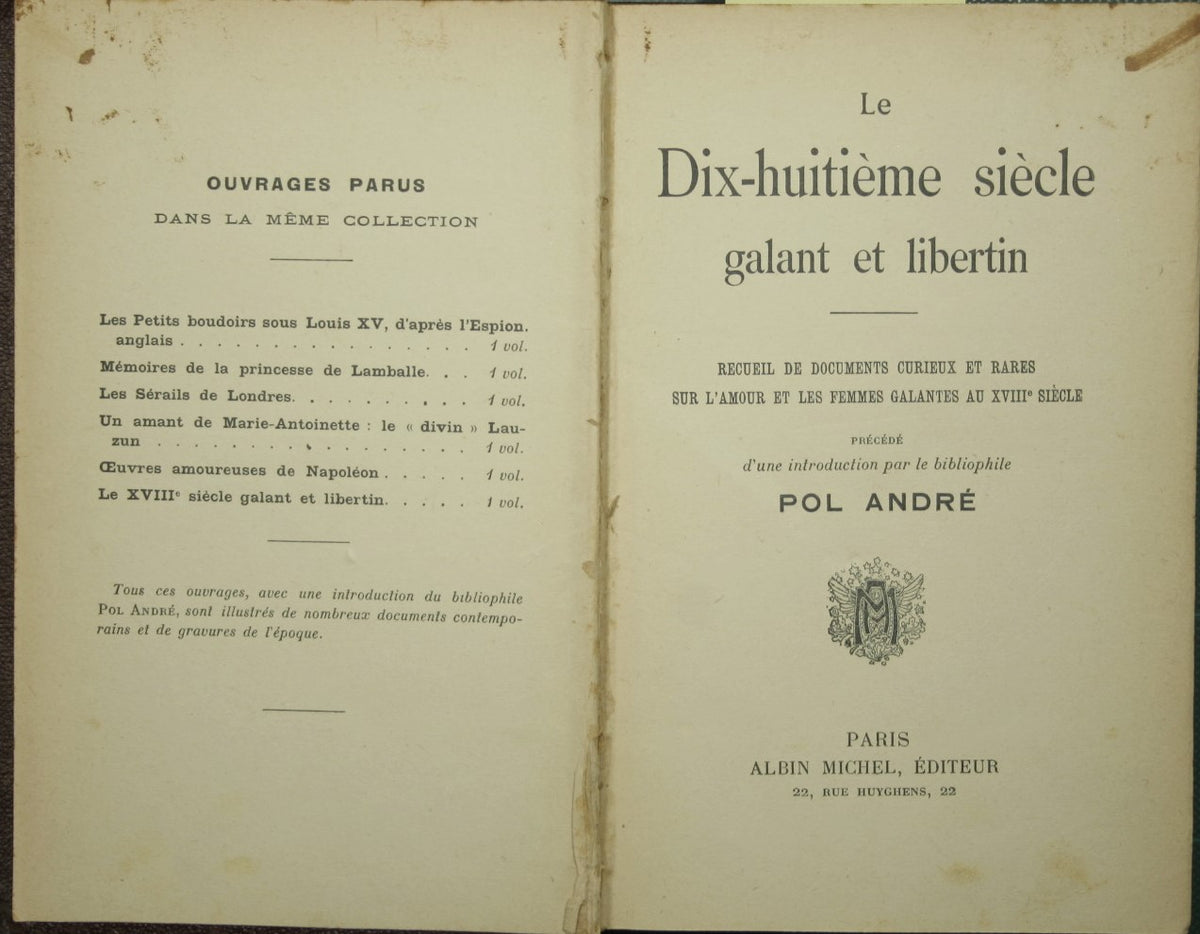 OUVRAGES PARUS
DANS LA MÊME COLLECTION
Les Petits boudoirs sous Louis XV, d'après l'Espion.
anglais . . . . . . . . . . . . . . . . 1 vol.
Mémoires de la princesse de Lamballe. . . 1 vol.
Les Sérails de Londres. . . . . . . . . 1 vol.
Un amant de Marie-Antoinette : le « divin » Lau-
zun . . . . . . . . . . . . . . . . . 1 vol.
Œuvres amoureuses de Napoléon . . . . . 1 vol.
Le XVIIIe siècle galant et libertin. . . . . 1 vol.
Tous ces ouvrages, avec une introduction du bibliophile
POL ANDRÉ, sont illustrés de nombreux documents contempo-
rains et de gravures de l'époque.
Le
Dix-huitième siècle
galant et libertin
RECUEIL DE DOCUMENTS CURIEUX ET RARES
SUR L'AMOUR ET LES FEMMES GALANTES AU XVIIIe SIÈCLE
PRÉCÉDÉ
d'une introduction par le bibliophile
POL ANDRÉ
AM
PARIS
ALBIN MICHEL, ÉDITEUR
22, RUE HUYGHENS, 22